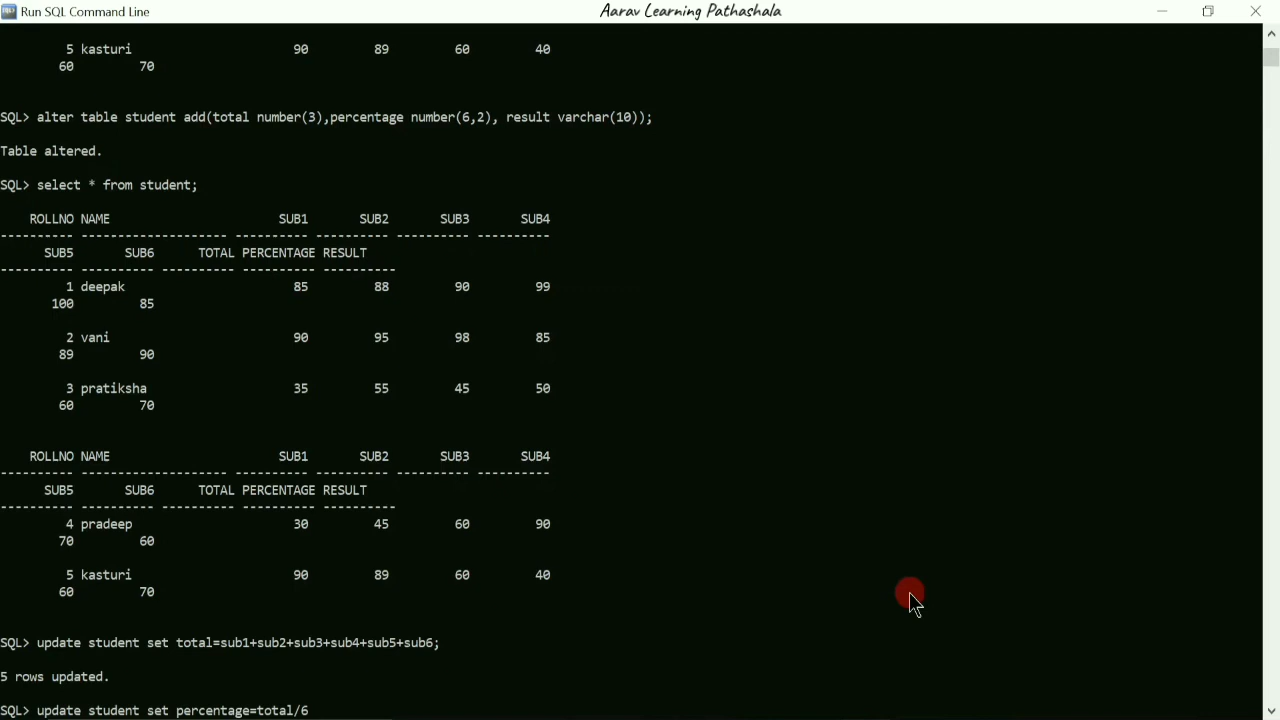 Run SQL Command Line
Aarav Learning Pathashala
5 kasturi 90 89 60 40
60 70
SQL> alter table student add(total number(3),percentage number(6,2), result varchar(10));
Table altered.
SQL> select * from student;
ROLLNO NAME SUB1 SUB2 SUB3 SUB4
---------- -------------------- ---------- ---------- ---------- ----------
SUB5 SUB6 TOTAL PERCENTAGE RESULT
---------- ---------- ---------- ---------- ----------
1 deepak 85 88 90 99
100 85
2 vani 90 95 98 85
89 90
3 pratiksha 35 55 45 50
60 70
ROLLNO NAME SUB1 SUB2 SUB3 SUB4
---------- -------------------- ---------- ---------- ---------- ----------
SUB5 SUB6 TOTAL PERCENTAGE RESULT
---------- ---------- ---------- ---------- ----------
4 pradeep 30 45 60 90
70 60
5 kasturi 90 89 60 40
60 70
SQL> update student set total=sub1+sub2+sub3+sub4+sub5+sub6;
5 rows updated.
SQL> update student set percentage=total/6